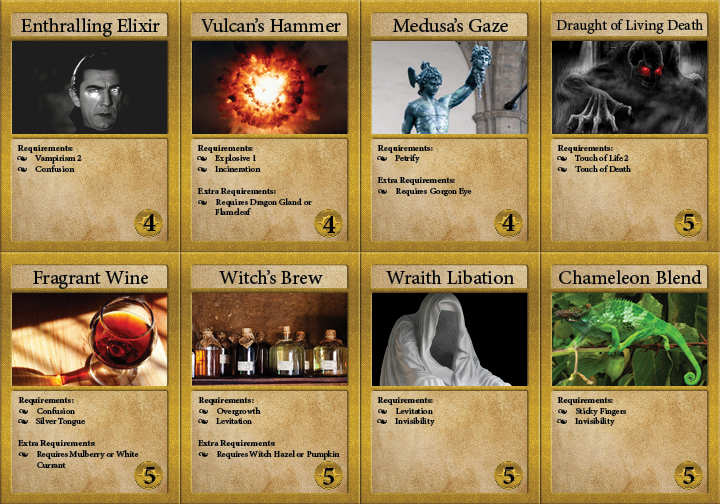 Enthralling Elixir
Requirements:
Vampirism 2
Confusion
4
Vulcan's Hammer
Requirements:
Explosive 1
Incineration
Extra Requirements:
Requires Dragon Gland or
Flameleaf
4
Medusa's Gaze
Requirements:
Petrify
Extra Requirements:
Requires Gorgon Eye
4
Draught of Living Death
Requirements:
Touch of Life 2
Touch of Death
5
Fragrant Wine
Requirements:
Confusion
Silver Tongue
Extra Requirements:
Requires Mulberry or White
Currant
5
Witch's Brew
Requirements:
Overgrowth
Levitation
Extra Requirements:
Requires Witch Hazel or Pumpkin
5
Wraith Libation
Requirements:
Levitation
Invisibility
5
Chameleon Blend
Requirements:
Sticky Fingers
Invisibility
5